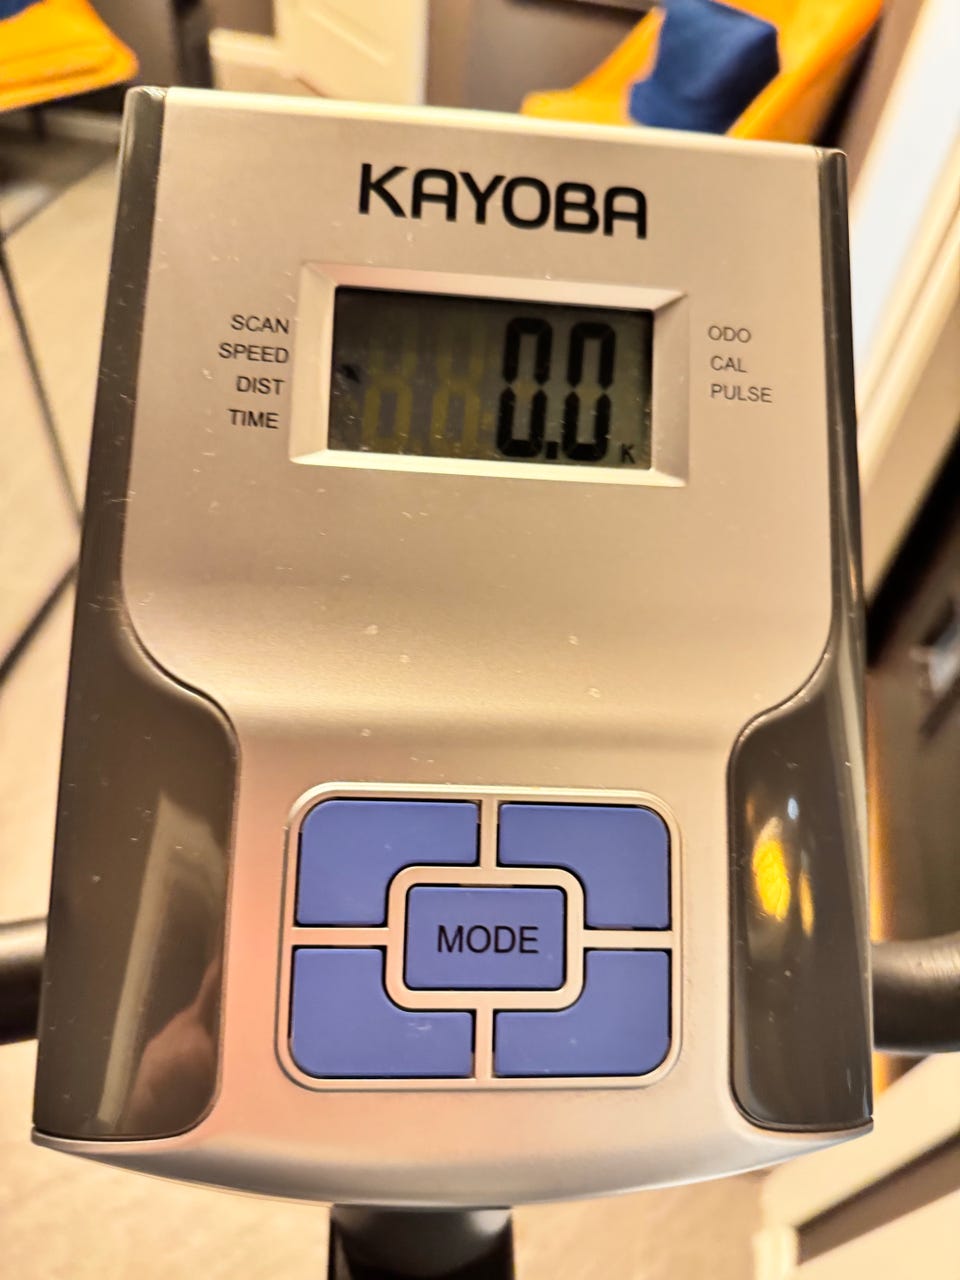 KAYOBA
SCAN
SPEED
DIST
TIME
0.0 K
ODO
CAL
PULSE
MODE